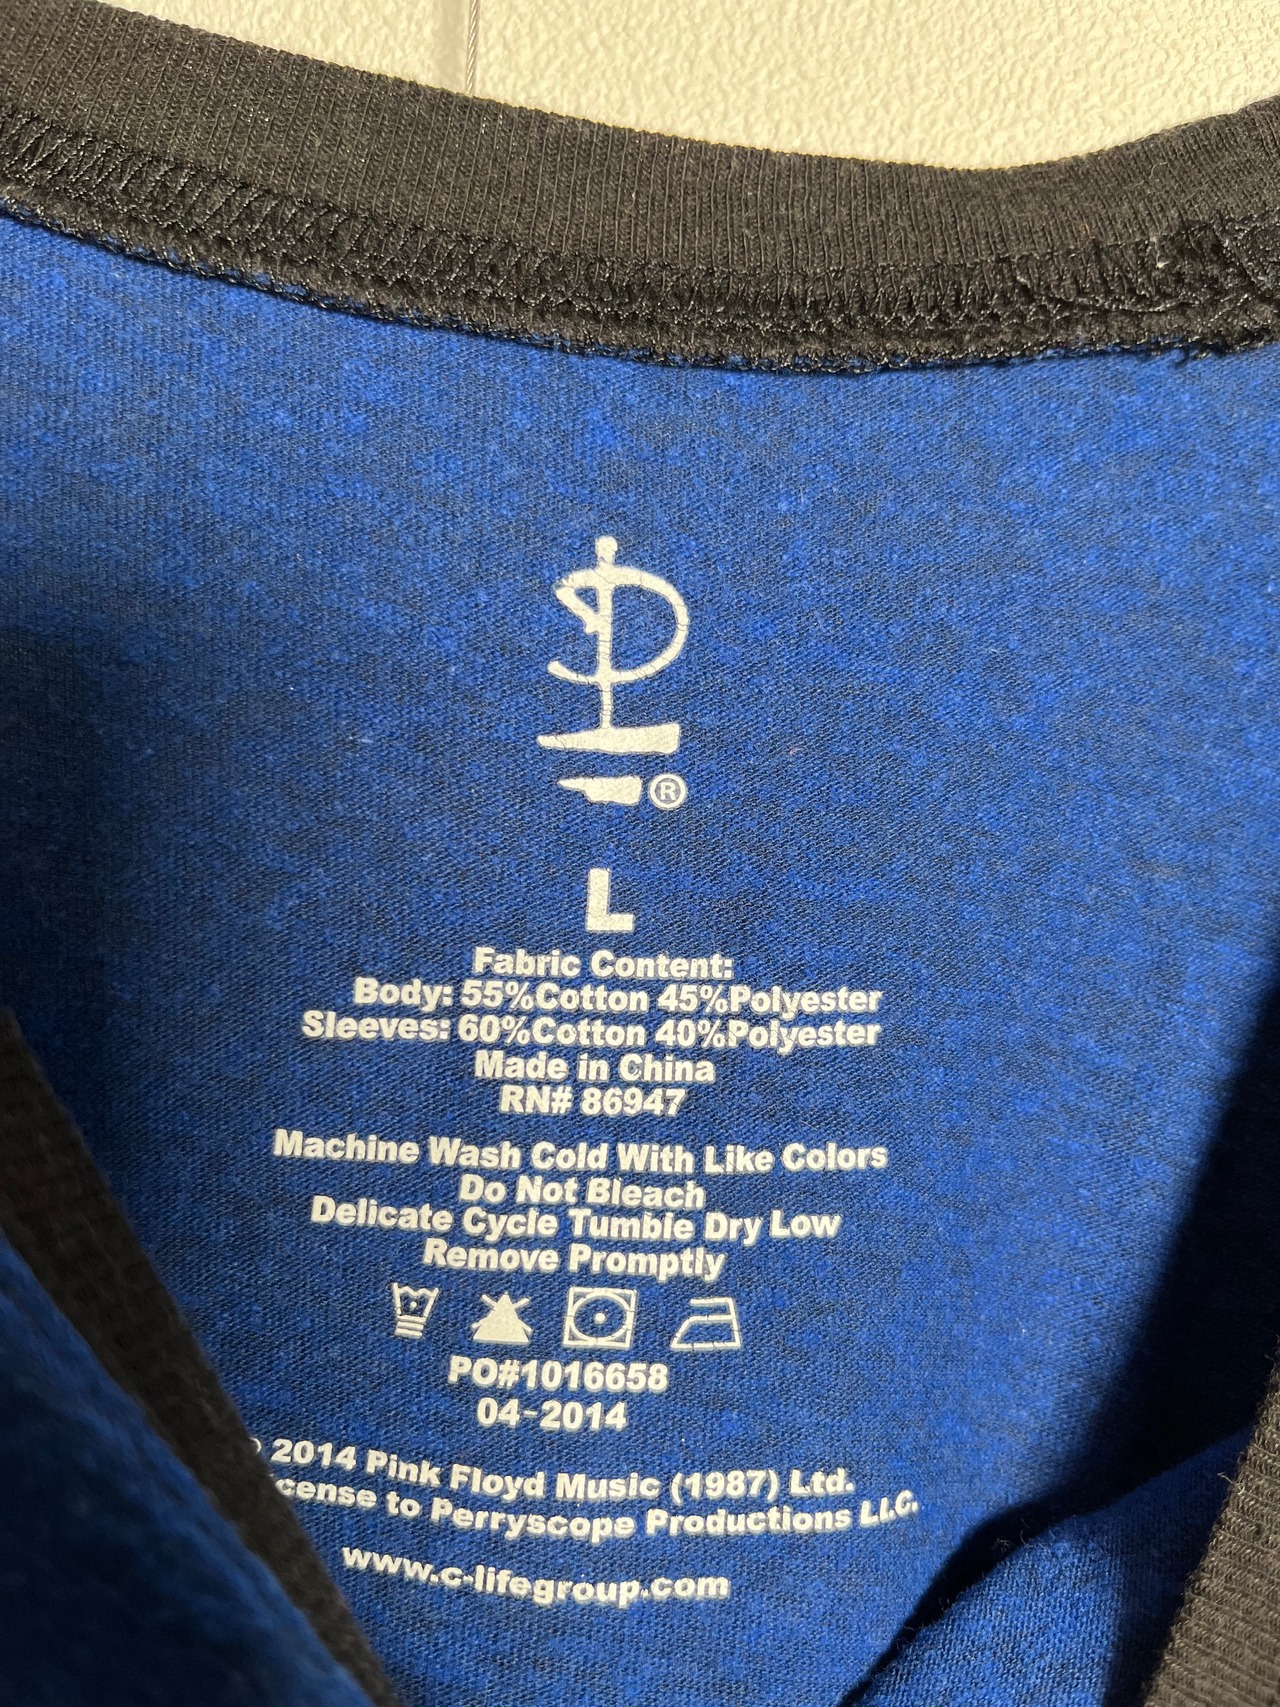 ®
L
Fabric Content:
Body: 55%Cotton 45%Polyester
Sleeves: 60%Cotton 40%Polyester
Made in China
RN# 86947
Machine Wash Cold With Like Colors
Do Not Bleach
Delicate Cycle Tumble Dry Low
Remove Promptly
PO#1016658
04-2014
2014 Pink Floyd Music (1987) Ltd.
to Perryscope Productions LLC.
www.c-lifegroup.com